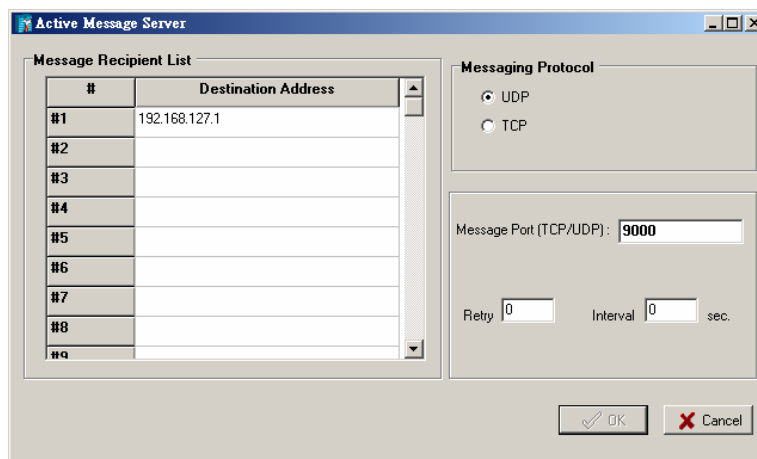 Active Message Server
Message Recipient List
# Destination Address
#1 192.168.127.1
#2
#3
#4
#5
#6
#7
#8
#9
Messaging Protocol
UDP
TCP
Message Port (TCP/UDP) : 9000
Retry 0 Interval 0 sec.
OK Cancel